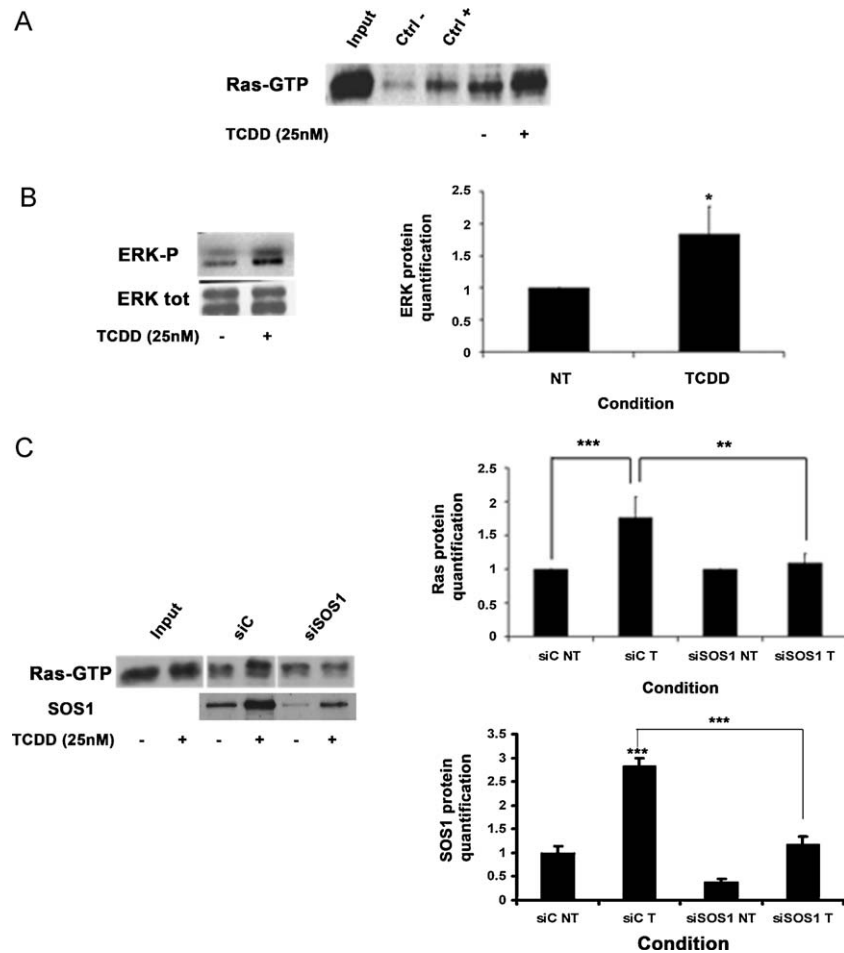 A
Input
Ctrl -
Ctrl +
Ras-GTP
TCDD (25nM)
-
+
B
ERK-P
ERK tot
TCDD (25nM)
-
+
2.5
2
1.5
1
0.5
0
ERK protein
quantification
*
NT
TCDD
Condition
C
Input
siC
siSOS1
Ras-GTP
SOS1
TCDD (25nM)
-
+
-
+
-
+
***
**
2.5
2
1.5
1
0.5
0
Ras protein
quantification
siC NT
siC T
siSOS1 NT
siSOS1 T
Condition
***
***
3.5
3
2.5
2
1.5
1
0.5
0
SOS1 protein
quantification
siC NT
siC T
siSOS1 NT
siSOS1 T
Condition